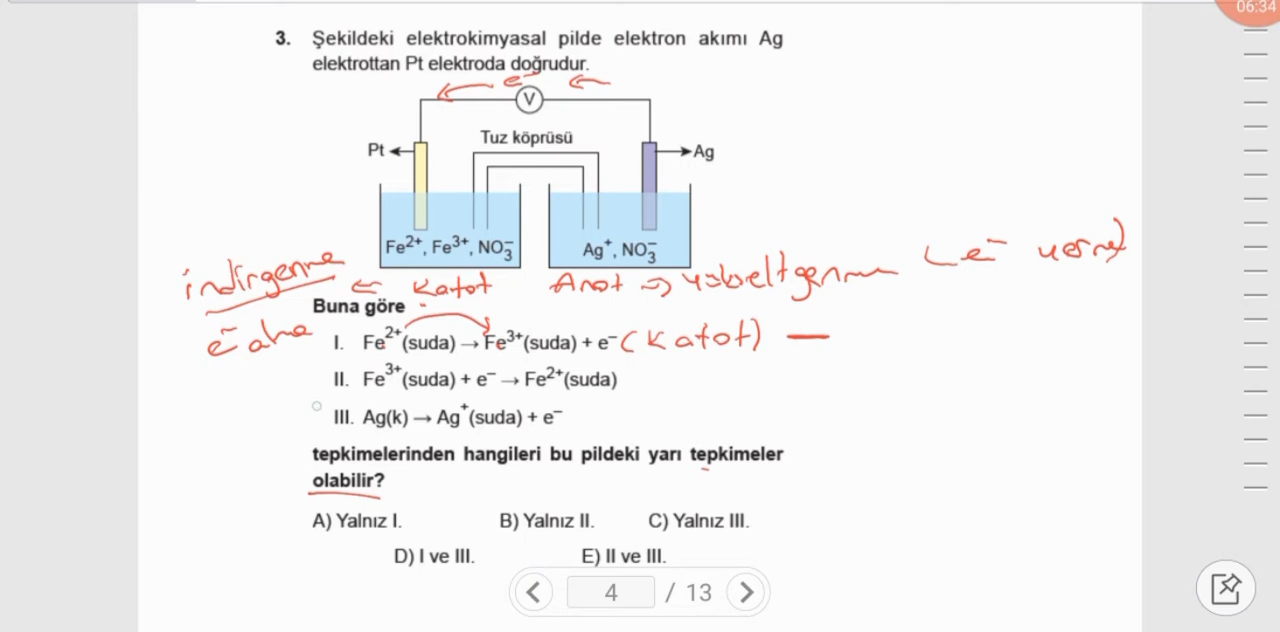 06:34
3. Şekildeki elektrokimyasal pilde elektron akımı Ag
elektrottan Pt elektroda doğrudur.
e⁻
V
Tuz köprüsü
Pt
Ag
Fe²⁺, Fe³⁺, NO₃⁻
Ag⁺, NO₃⁻
indirgenme ← Katot
Anot ⇒ yükseltgenme
e⁻
Buna göre
e⁻ alma
I. Fe²⁺(suda) → Fe³⁺(suda) + e⁻ (Katot) —
II. Fe³⁺(suda) + e⁻ → Fe²⁺(suda)
III. Ag(k) → Ag⁺(suda) + e⁻
tepkimelerinden hangileri bu pildeki yarı tepkimeler
olabilir?
A) Yalnız I. B) Yalnız II. C) Yalnız III.
D) I ve III. E) II ve III.
4 / 13